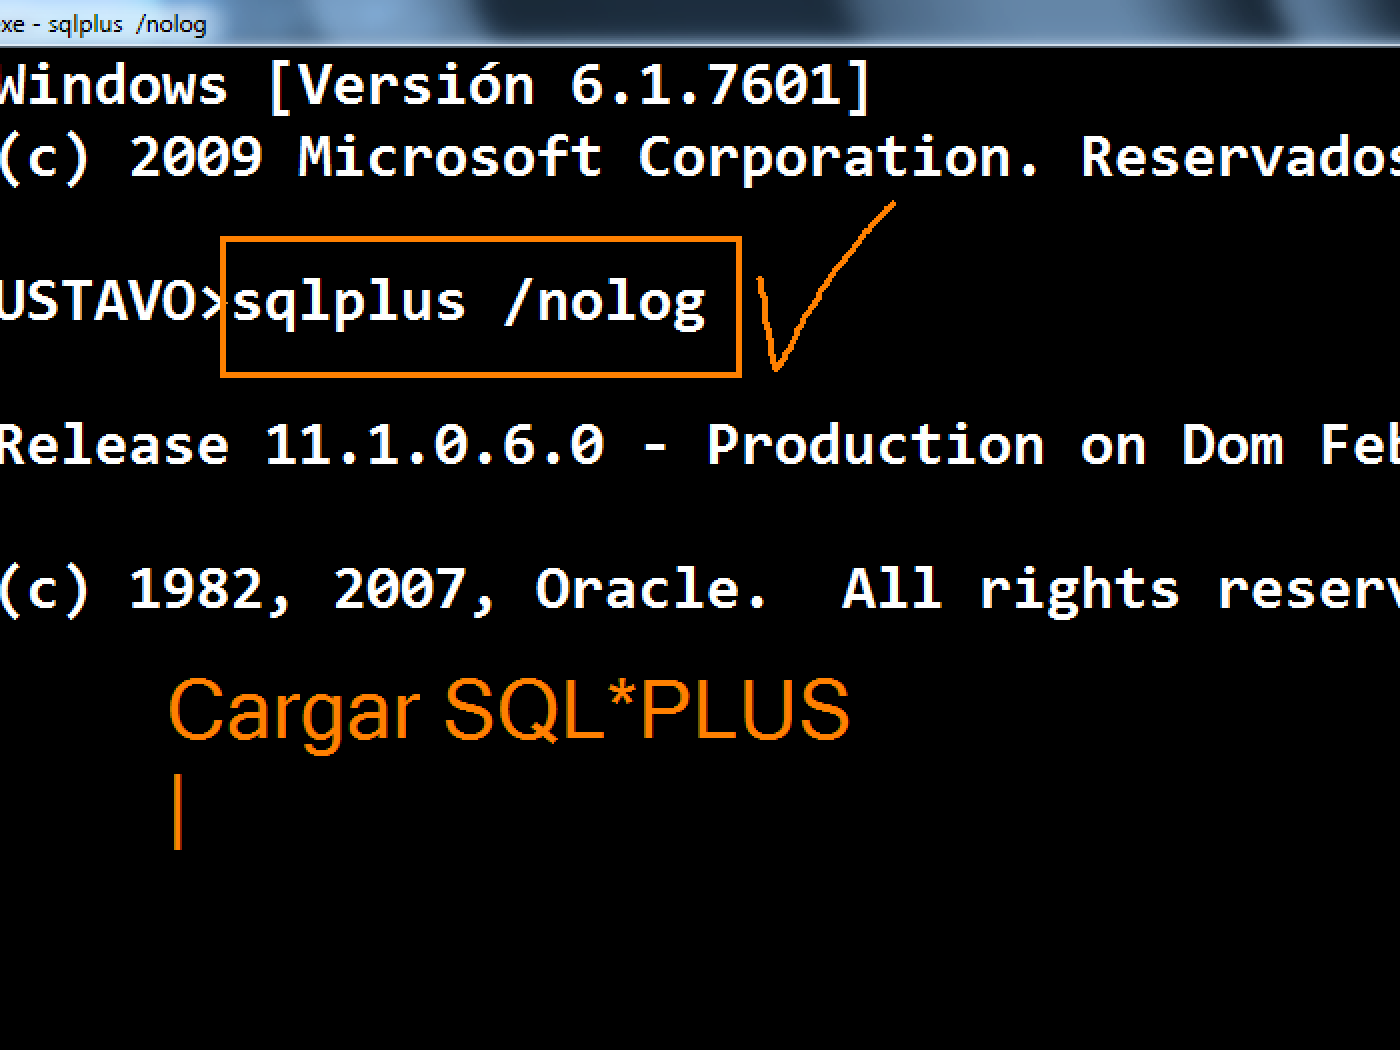 xe - sqlplus /nolog
Windows [Versión 6.1.7601]
(c) 2009 Microsoft Corporation. Reservados
USTAVO>sqlplus /nolog
Release 11.1.0.6.0 - Production on Dom Feb
(c) 1982, 2007, Oracle.  All rights reserv
Cargar SQL*PLUS